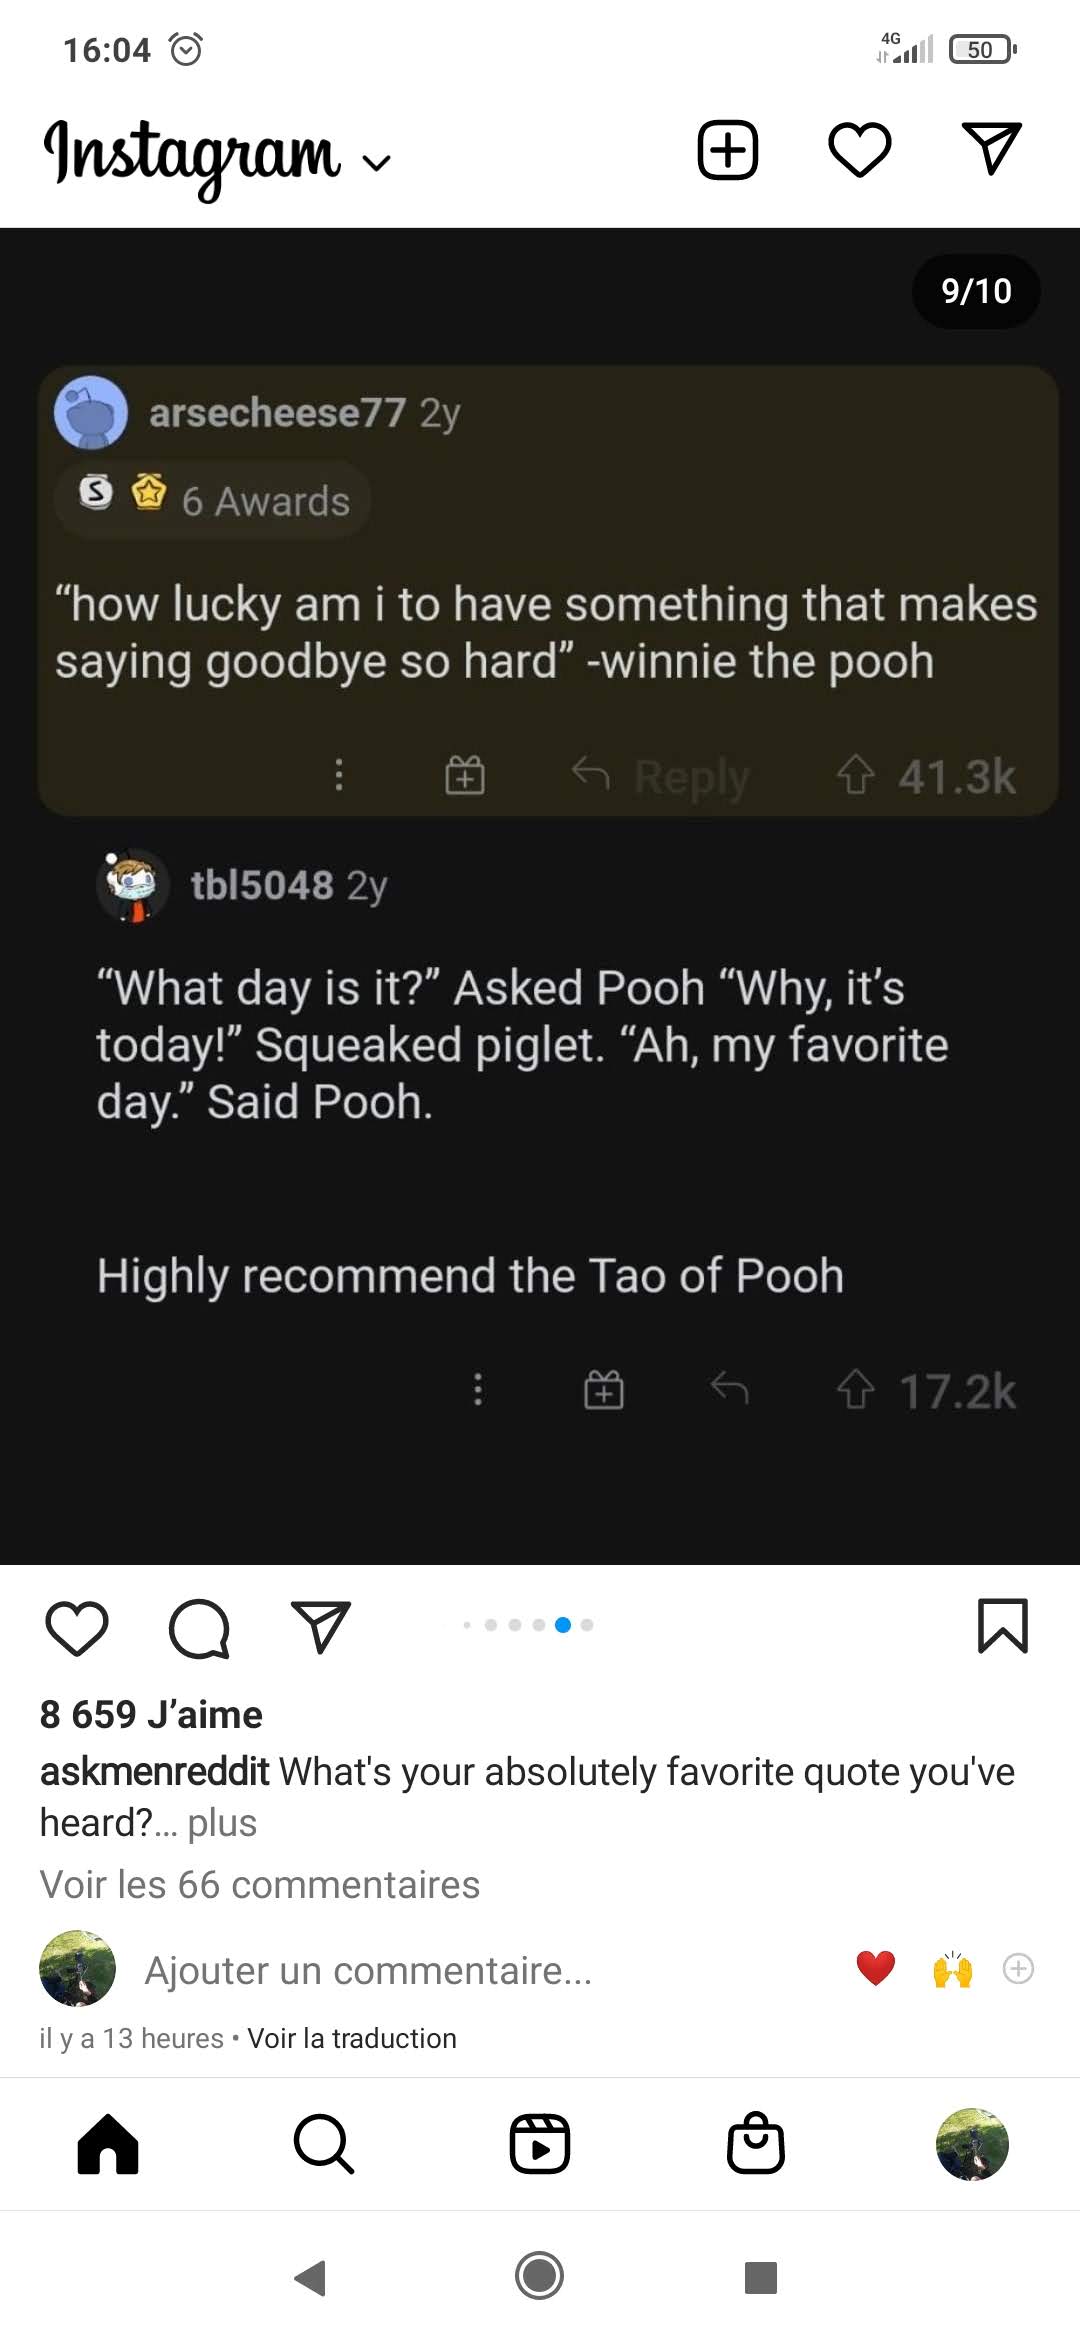 16:04
4G
50
Instagram
9/10
arsecheese77 2y
6 Awards
“how lucky am i to have something that makes
saying goodbye so hard” -winnie the pooh
Reply
41.3k
tbl5048 2y
“What day is it?” Asked Pooh “Why, it’s
today!” Squeaked piglet. “Ah, my favorite
day.” Said Pooh.
Highly recommend the Tao of Pooh
17.2k
8 659 J’aime
askmenreddit What's your absolutely favorite quote you've
heard?... plus
Voir les 66 commentaires
Ajouter un commentaire...
il y a 13 heures • Voir la traduction